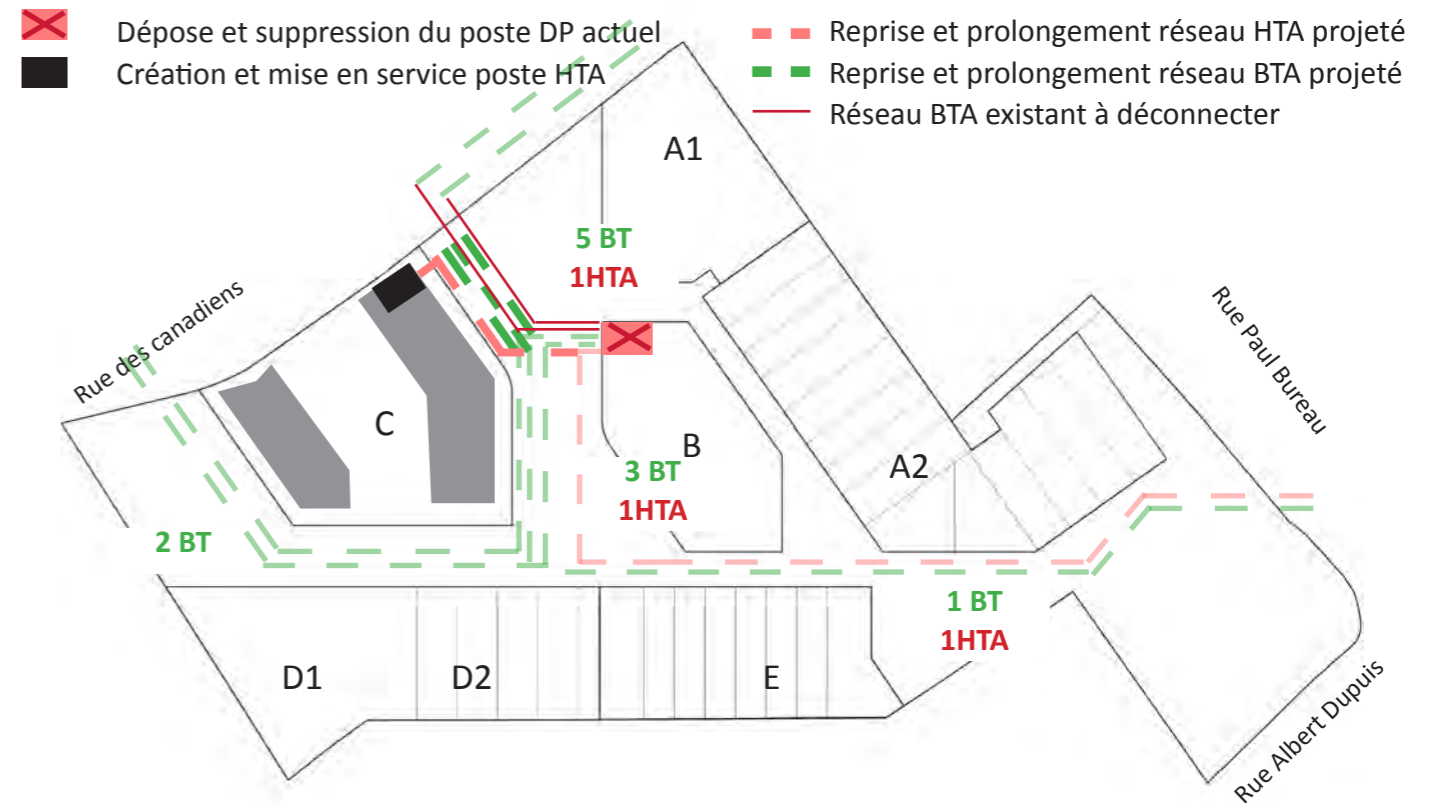 Dépose et suppression du poste DP actuel
Création et mise en service poste HTA
Reprise et prolongement réseau HTA projeté
Reprise et prolongement réseau BTA projeté
Réseau BTA existant à déconnecter
A1
5 BT
1HTA
Rue des canadiens
Rue Paul Bureau
C
B
A2
3 BT
1HTA
2 BT
1 BT
1HTA
D1
D2
E
Rue Albert Dupuis